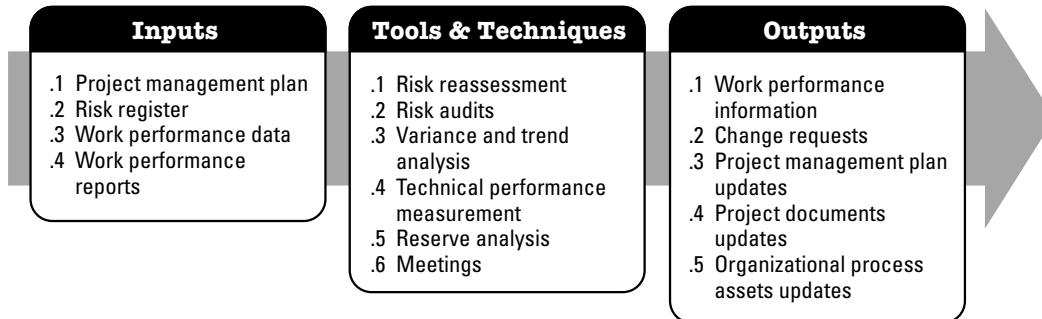 Inputs
.1 Project management plan
.2 Risk register
.3 Work performance data
.4 Work performance
reports
Tools & Techniques
.1 Risk reassessment
.2 Risk audits
.3 Variance and trend
analysis
.4 Technical performance
measurement
.5 Reserve analysis
.6 Meetings
Outputs
.1 Work performance
information
.2 Change requests
.3 Project management plan
updates
.4 Project documents
updates
.5 Organizational process
assets updates